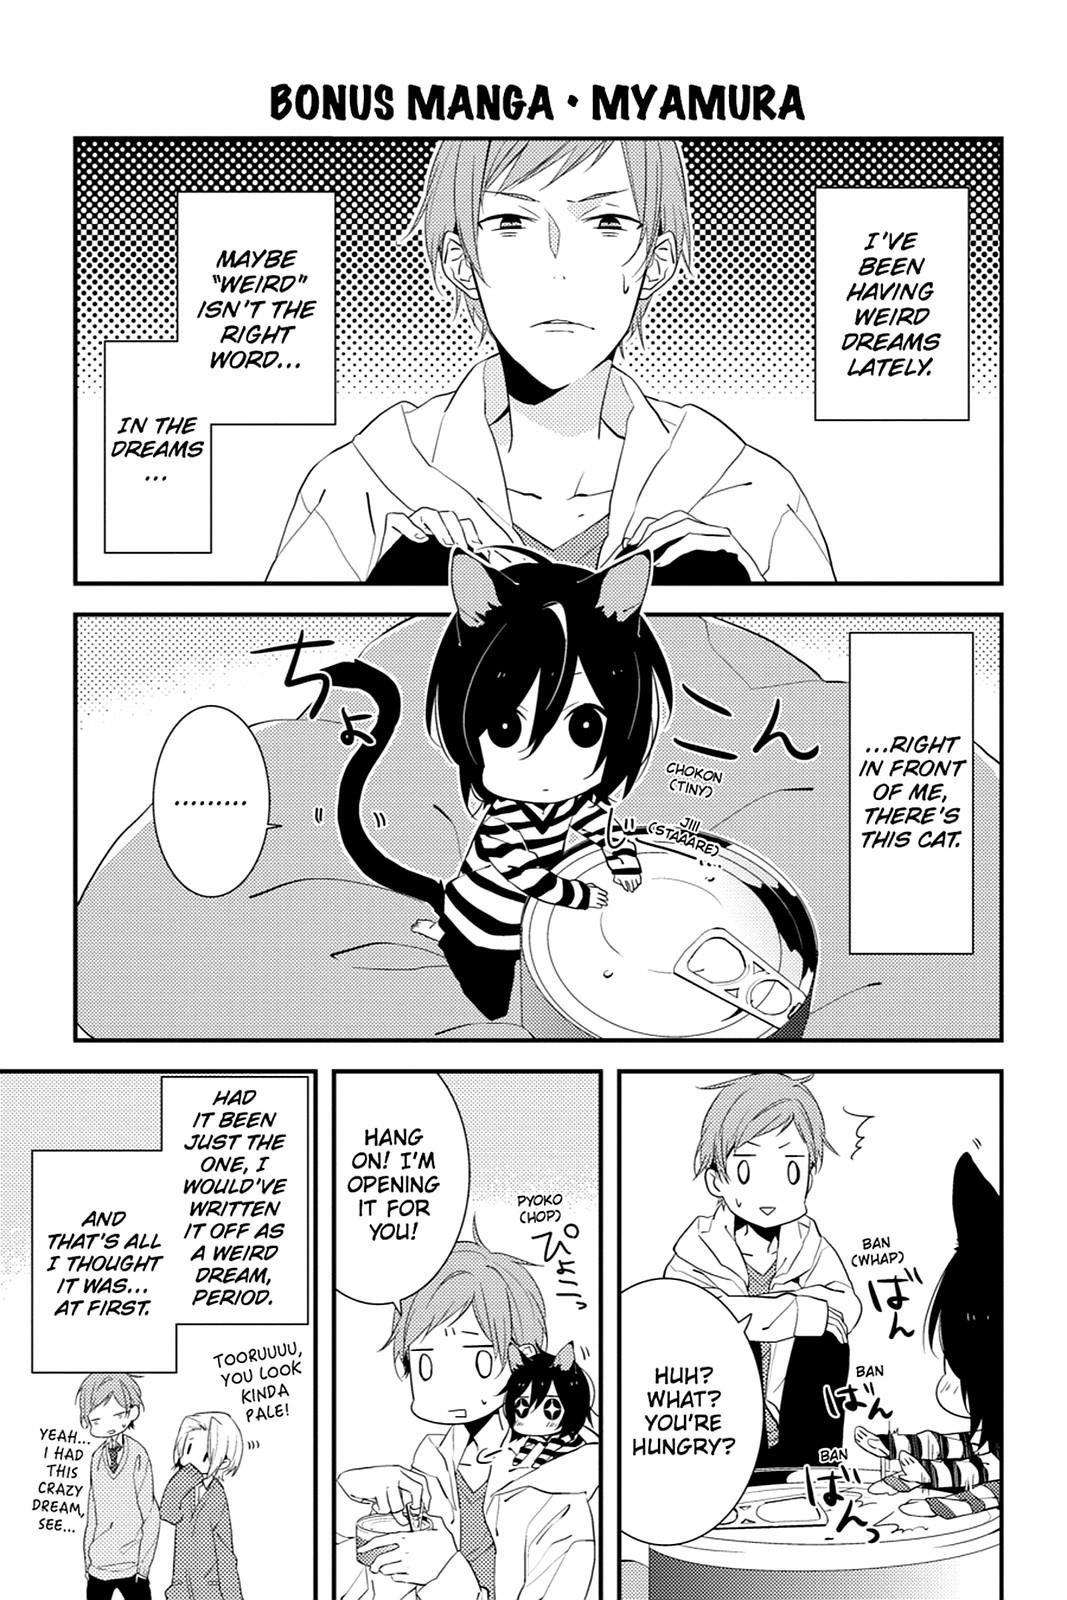 BONUS MANGA • MYAMURA
I'VE
BEEN
HAVING
WEIRD
DREAMS
LATELY.
MAYBE
"WEIRD"
ISN'T THE
RIGHT
WORD...
IN THE
DREAMS
...
...RIGHT
IN FRONT
OF ME,
THERE'S
THIS CAT.
ちょこーん
CHOKON
(TINY)
じー
JIII
(STAAARE)
...
.........
BAN
(WHAP)
ばん
BAN
ばん
BAN
ばんっ
HUH?
WHAT?
YOU'RE
HUNGRY?
HANG
ON! I'M
OPENING
IT FOR
YOU!
PYOKO
(HOP)
ぴょこっ
HAD
IT BEEN
JUST THE
ONE, I
WOULD'VE
WRITTEN
IT OFF AS
A WEIRD
DREAM,
PERIOD.
AND
THAT'S ALL
I THOUGHT
IT WAS...
AT FIRST.
TOORUUUU,
YOU LOOK
KINDA
PALE!
YEAH...
I HAD
THIS
CRAZY
DREAM,
SEE...